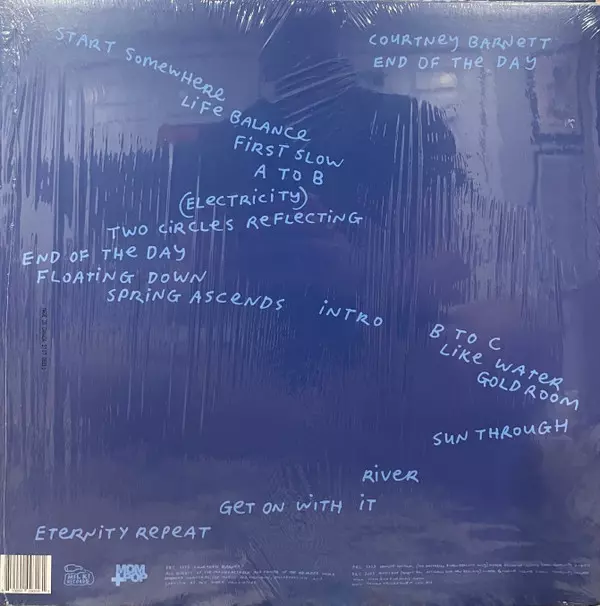 START SOMEWHERE
COURTNEY BARNETT
END OF THE DAY
LIFE BALANCE
FIRST SLOW
A TO B
(ELECTRICITY)
TWO CIRCLES REFLECTING
END OF THE DAY
FLOATING DOWN
SPRING ASCENDS
INTRO
B TO C
LIKE WATER
GOLD ROOM
SUN THROUGH
RIVER
GET ON WITH IT
ETERNITY REPEAT
MILK!
RECORDS
MOM
+POP